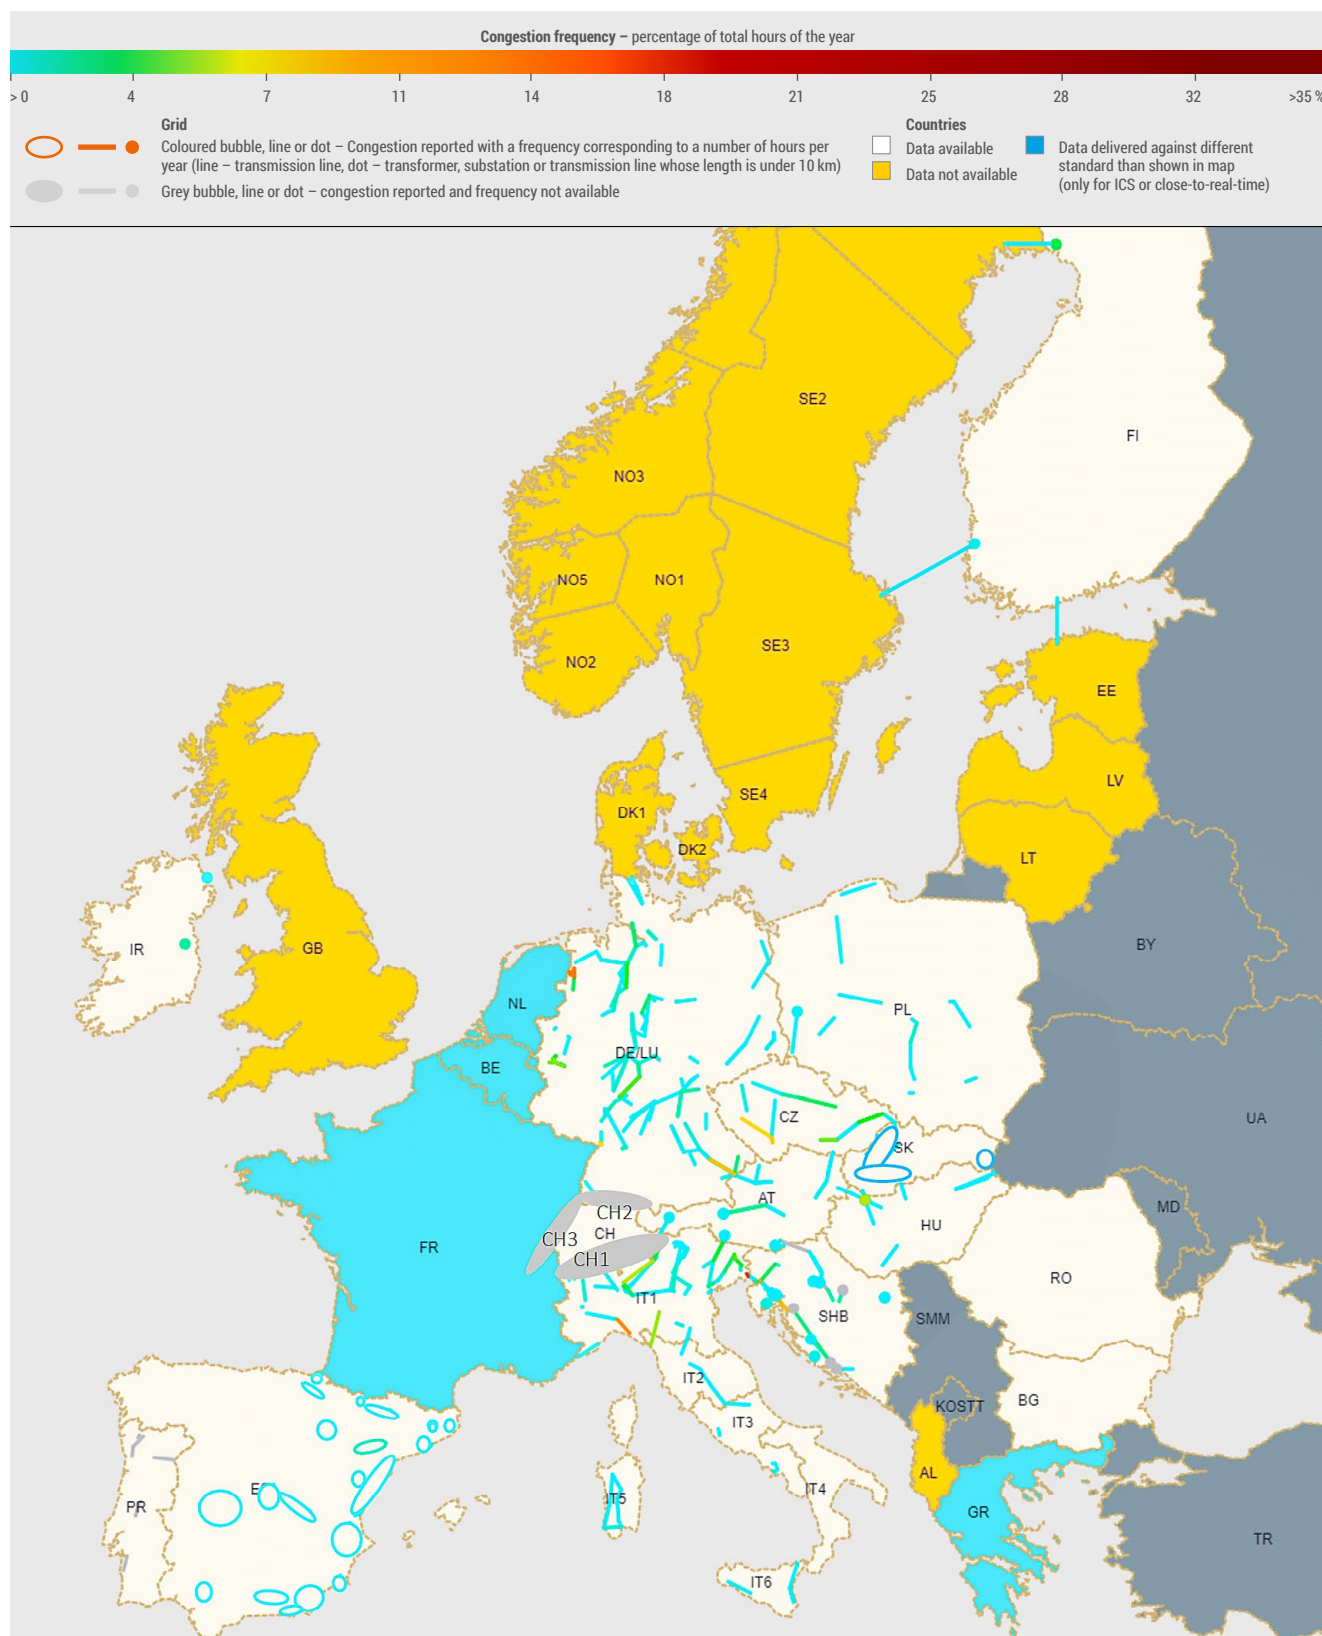 Congestion frequency – percentage of total hours of the year
> 0 4 7 11 14 18 21 25 28 32 >35 %
Grid
Coloured bubble, line or dot – Congestion reported with a frequency corresponding to a number of hours per
year (line – transmission line, dot – transformer, substation or transmission line whose length is under 10 km)
Grey bubble, line or dot – congestion reported and frequency not available
Countries
Data available
Data not available
Data delivered against different
standard than shown in map
(only for ICS or close-to-real-time)
SE2
FI
NO3
NO5
NO1
SE3
NO2
EE
LV
SE4
DK1
DK2
LT
IR
GB
BY
NL
PL
DE/LU
BE
CZ
UA
SK
AT
CH2
MD
CH
HU
CH3
FR
CH1
RO
IT1
SHB
SMM
IT2
BG
KOSTT
IT3
AL
ES
IT4
PR
IT5
GR
TR
IT6